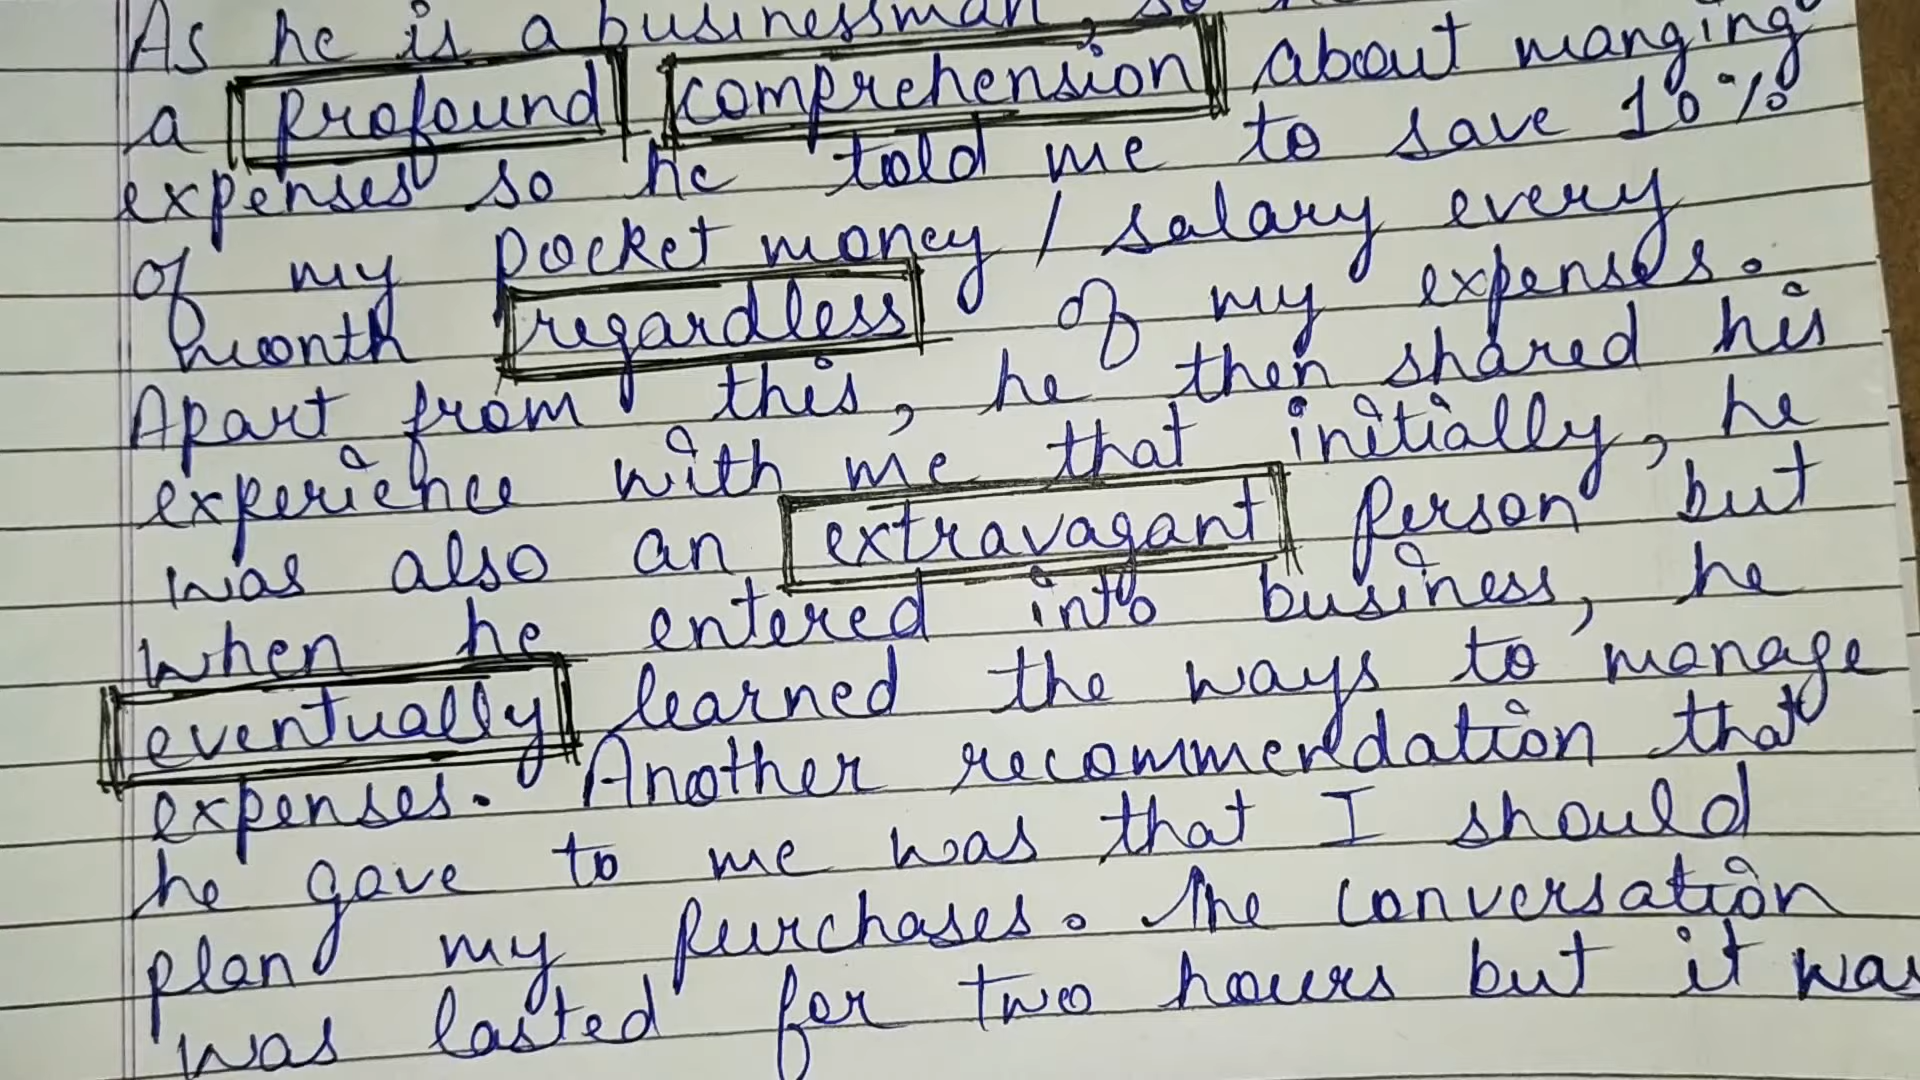 As he is a businessman, so
a profound comprehension about manging
expenses so he told me to save 10%
of my pocket money / salary every
month regardless of my expenses.
Apart from this, he then shared his
experience with me that initially, he
was also an extravagant person but
when he entered into business, he
eventually learned the ways to manage
expenses. Another recommendation that
he gave to me was that I should
plan my purchases. The conversation
was lasted for two hours but it was